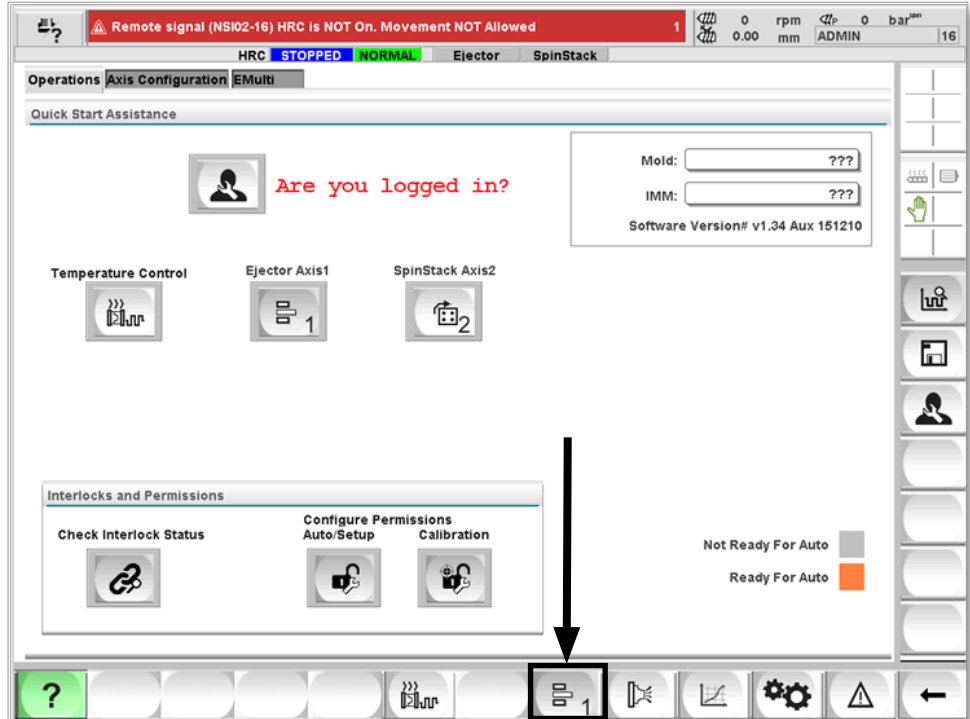 Remote signal (NSI02-16) HRC is NOT On. Movement NOT Allowed 1
0 rpm 0 bar
0.00 mm ADMIN 16
HRC STOPPED NORMAL Ejector SpinStack
Operations Axis Configuration EMulti
Quick Start Assistance
Are you logged in?
Mold: ???
IMM: ???
Software Version# v1.34 Aux 151210
Temperature Control Ejector Axis1 SpinStack Axis2
1 2
Interlocks and Permissions
Check Interlock Status
Configure Permissions
Auto/Setup Calibration
Not Ready For Auto
Ready For Auto
? 1